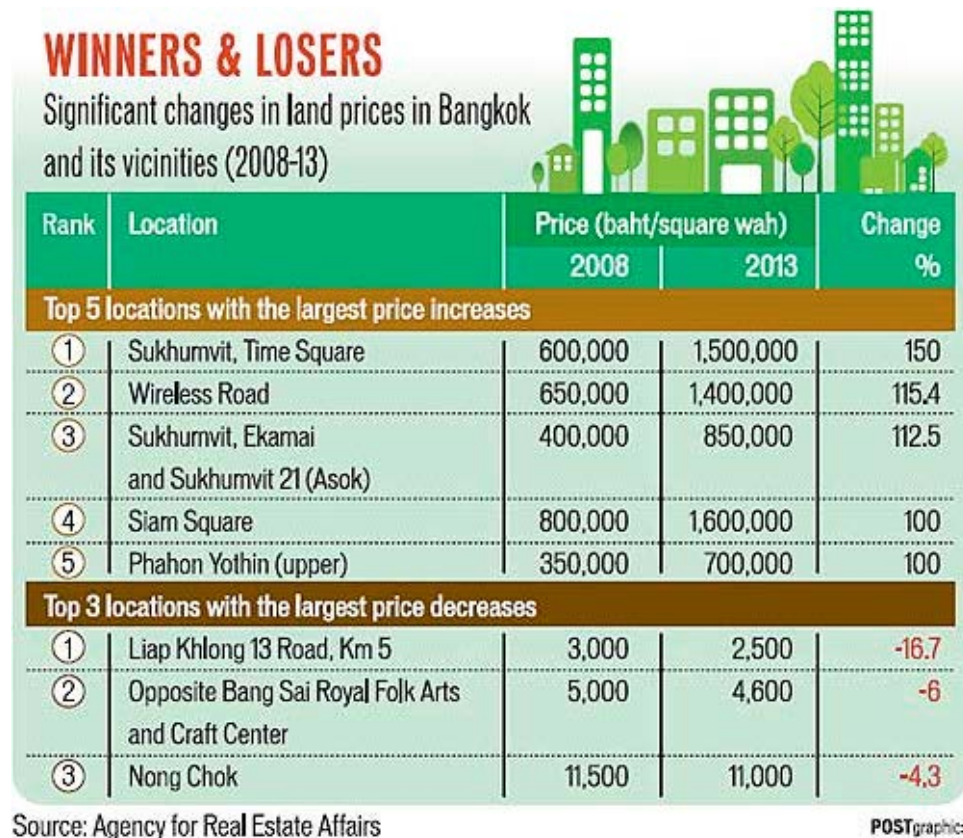 WINNERS & LOSERS
Significant changes in land prices in Bangkok
and its vicinities (2008-13)
Rank Location Price (baht/square wah) Change
2008 2013 %
Top 5 locations with the largest price increases
1 Sukhumvit, Time Square 600,000 1,500,000 150
2 Wireless Road 650,000 1,400,000 115.4
3 Sukhumvit, Ekamai 400,000 850,000 112.5
and Sukhumvit 21 (Asok)
4 Siam Square 800,000 1,600,000 100
5 Phahon Yothin (upper) 350,000 700,000 100
Top 3 locations with the largest price decreases
1 Liap Khlong 13 Road, Km 5 3,000 2,500 -16.7
2 Opposite Bang Sai Royal Folk Arts 5,000 4,600 -6
and Craft Center
3 Nong Chok 11,500 11,000 -4.3
Source: Agency for Real Estate Affairs POSTgraphic